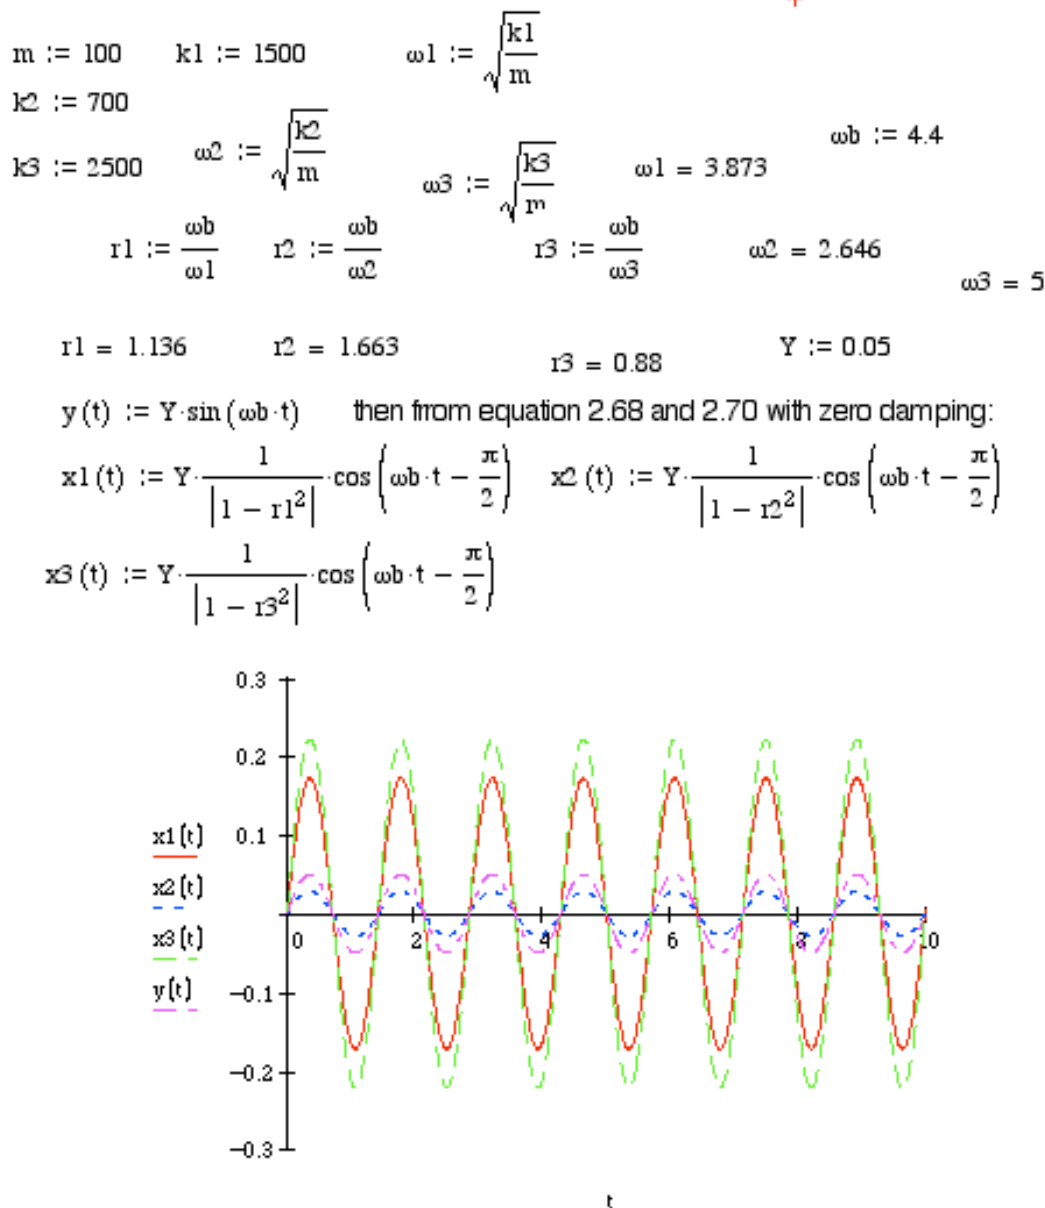 m := 100 k1 := 1500 ω1 := √(k1/m)
k2 := 700
ωb := 4.4
k3 := 2500 ω2 := √(k2/m) ω3 := √(k3/m) ω1 = 3.873
r1 := ωb/ω1 r2 := ωb/ω2 r3 := ωb/ω3 ω2 = 2.646
ω3 = 5
r1 = 1.136 r2 = 1.663 r3 = 0.88 Y := 0.05
y(t) := Y·sin(ωb·t) then frrom equation 2.68 and 2.70 with zero damping:
x1(t) := Y·1/|1 − r1²|·cos(ωb·t − π/2) x2(t) := Y·1/|1 − r2²|·cos(ωb·t − π/2)
x3(t) := Y·1/|1 − r3²|·cos(ωb·t − π/2)
0.3
0.2
0.1
x1(t)
x2(t)
x3(t)
y(t)
0 2 4 6 8 10
−0.1
−0.2
−0.3
t